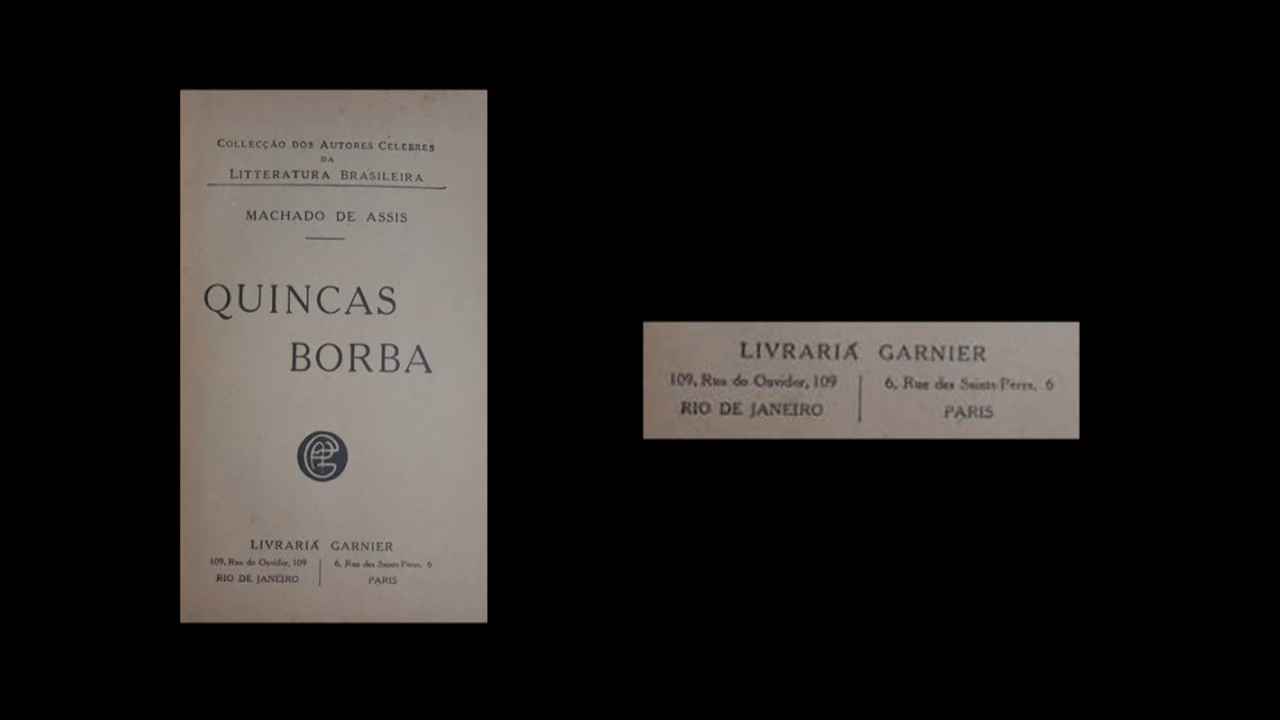 COLLECÇÃO DOS AUTORES CELEBRES
DA
LITTERATURA BRASILEIRA
MACHADO DE ASSIS
QUINCAS
BORBA
LIVRARIA GARNIER
109, Rua do Ouvidor, 109
RIO DE JANEIRO
6, Rue des Saints-Pères, 6
PARIS
LIVRARIA GARNIER
109, Rua do Ouvidor, 109
RIO DE JANEIRO
6, Rue des Saints-Pères, 6
PARIS